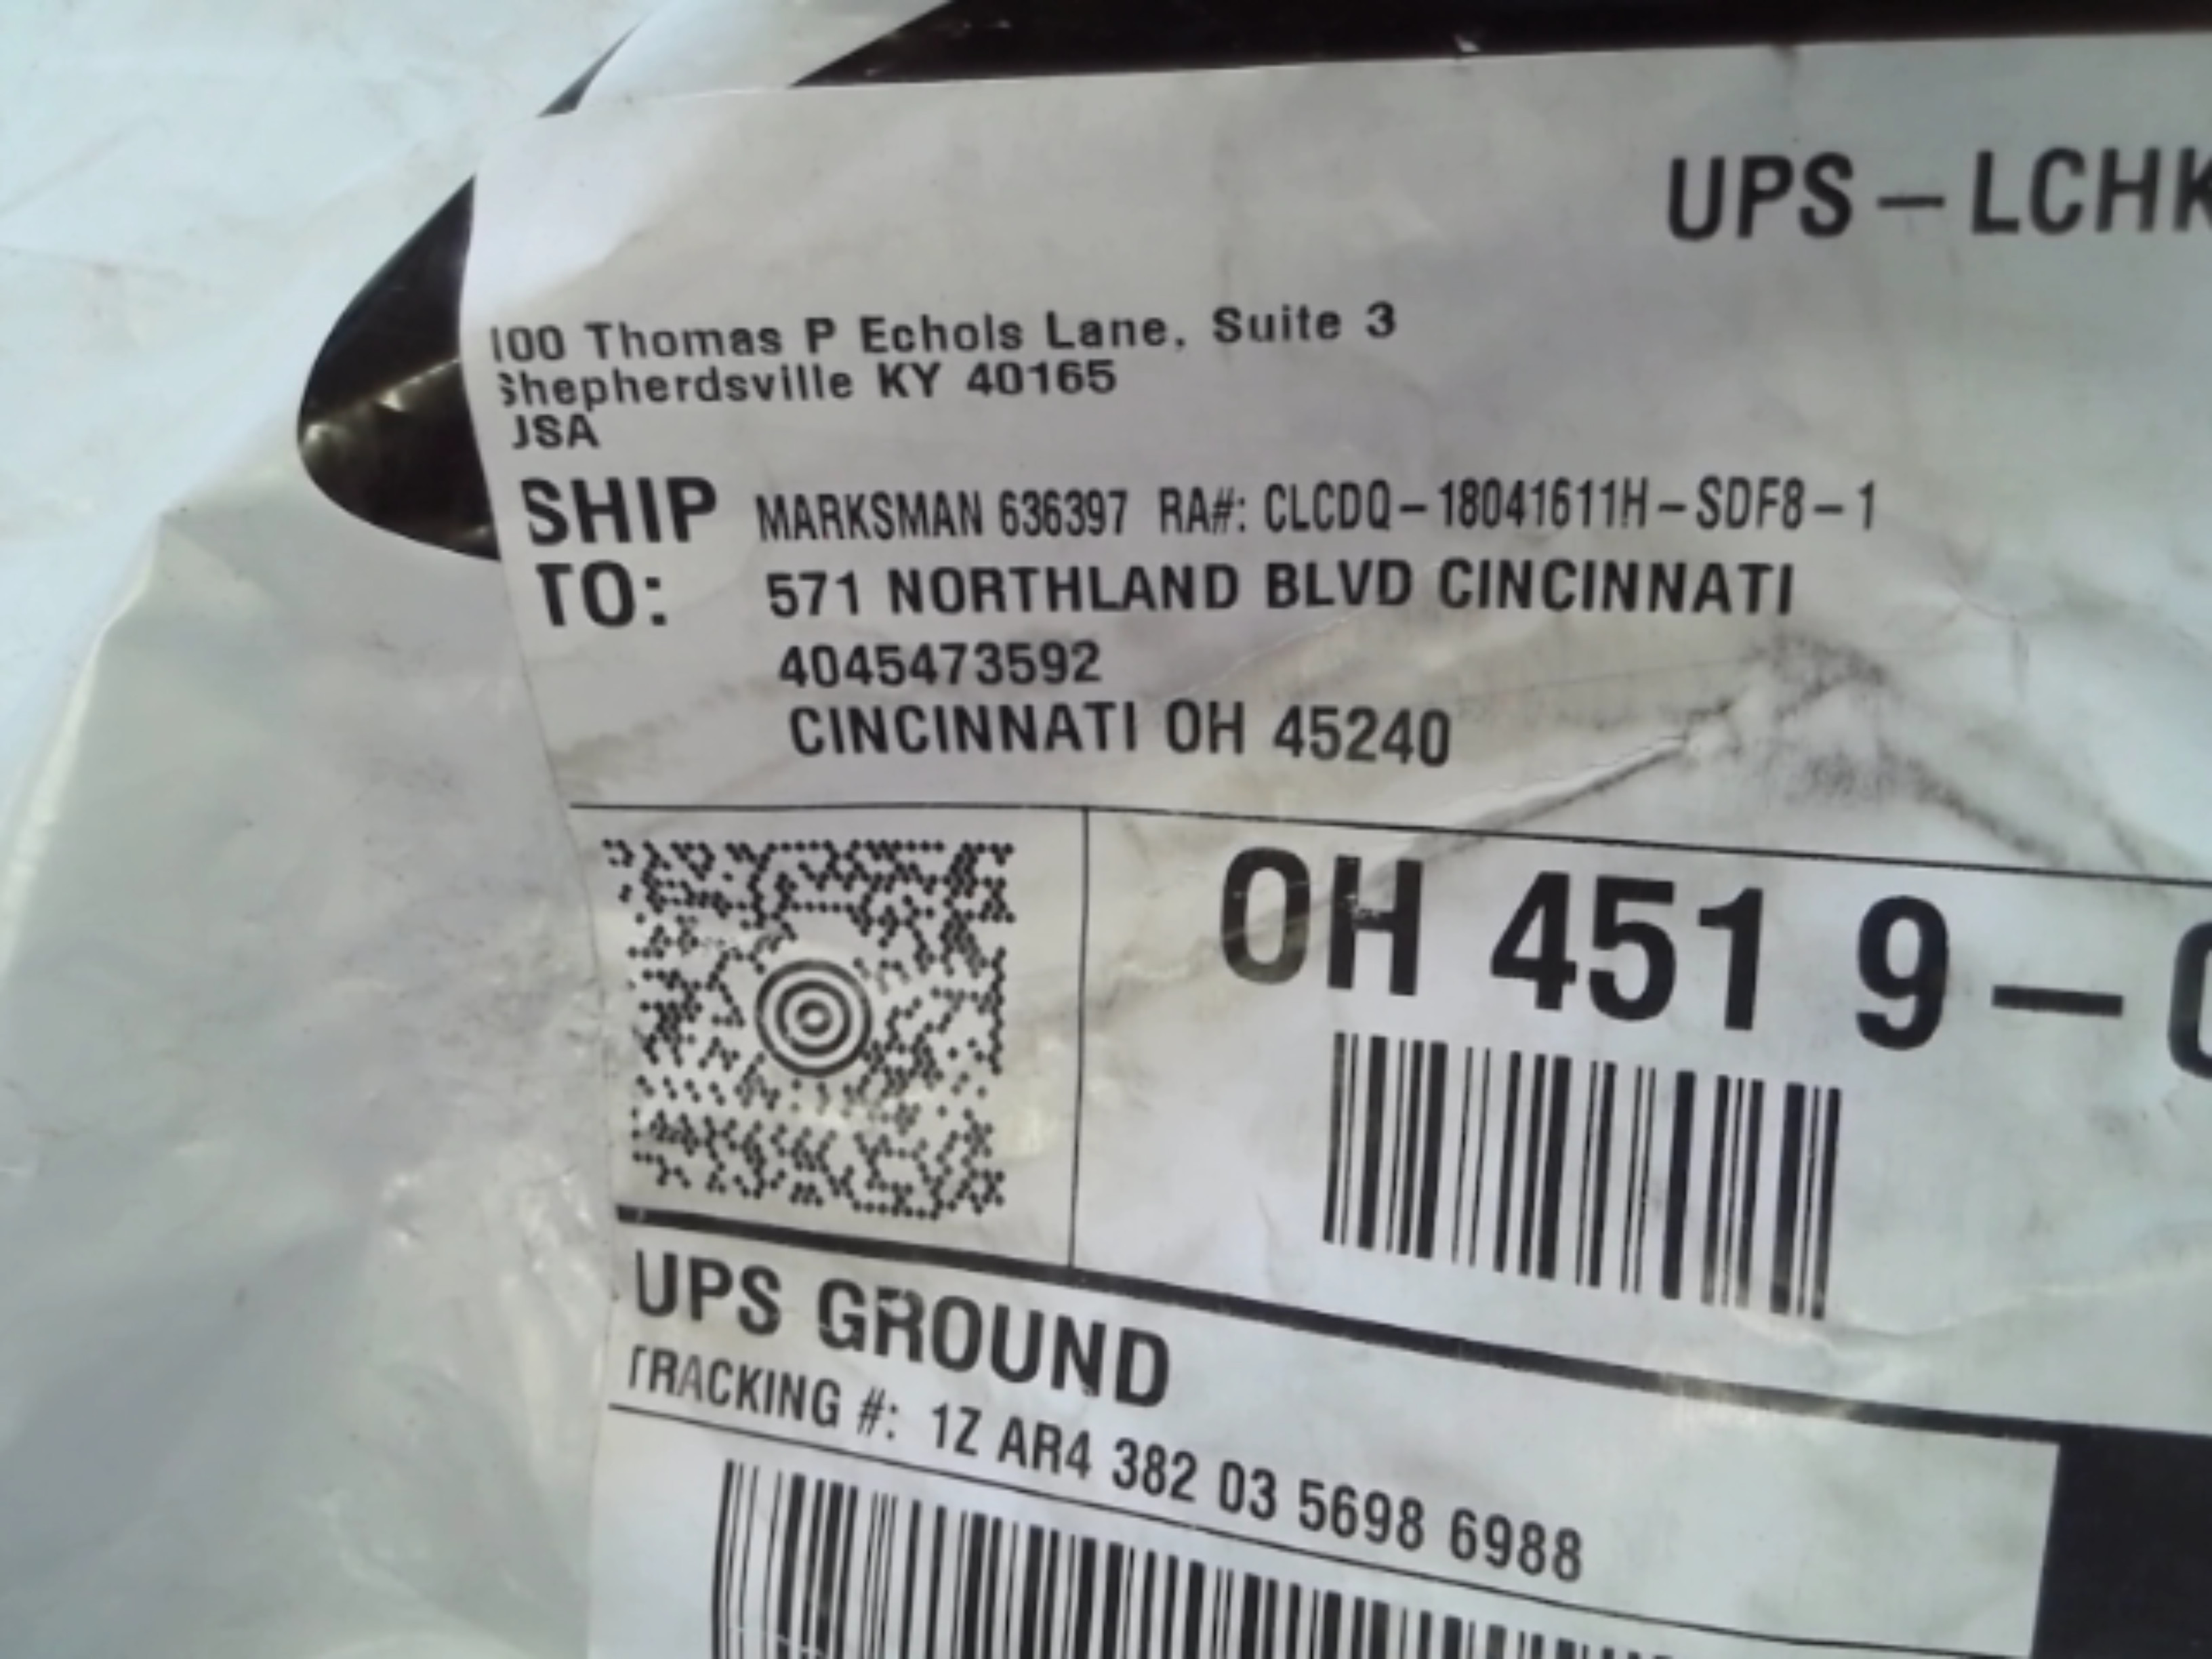 UPS – LCHK
100 Thomas P Echols Lane, Suite 3
Shepherdsville KY 40165
USA
SHIP TO:
MARKSMAN 636397 RA#: CLCDQ – 18041611H – SDF8 – 1
571 NORTHLAND BLVD CINCINNATI
4045473592
CINCINNATI OH 45240
OH 451 9 –
UPS GROUND
TRACKING #: 1Z AR4 382 03 5698 6988